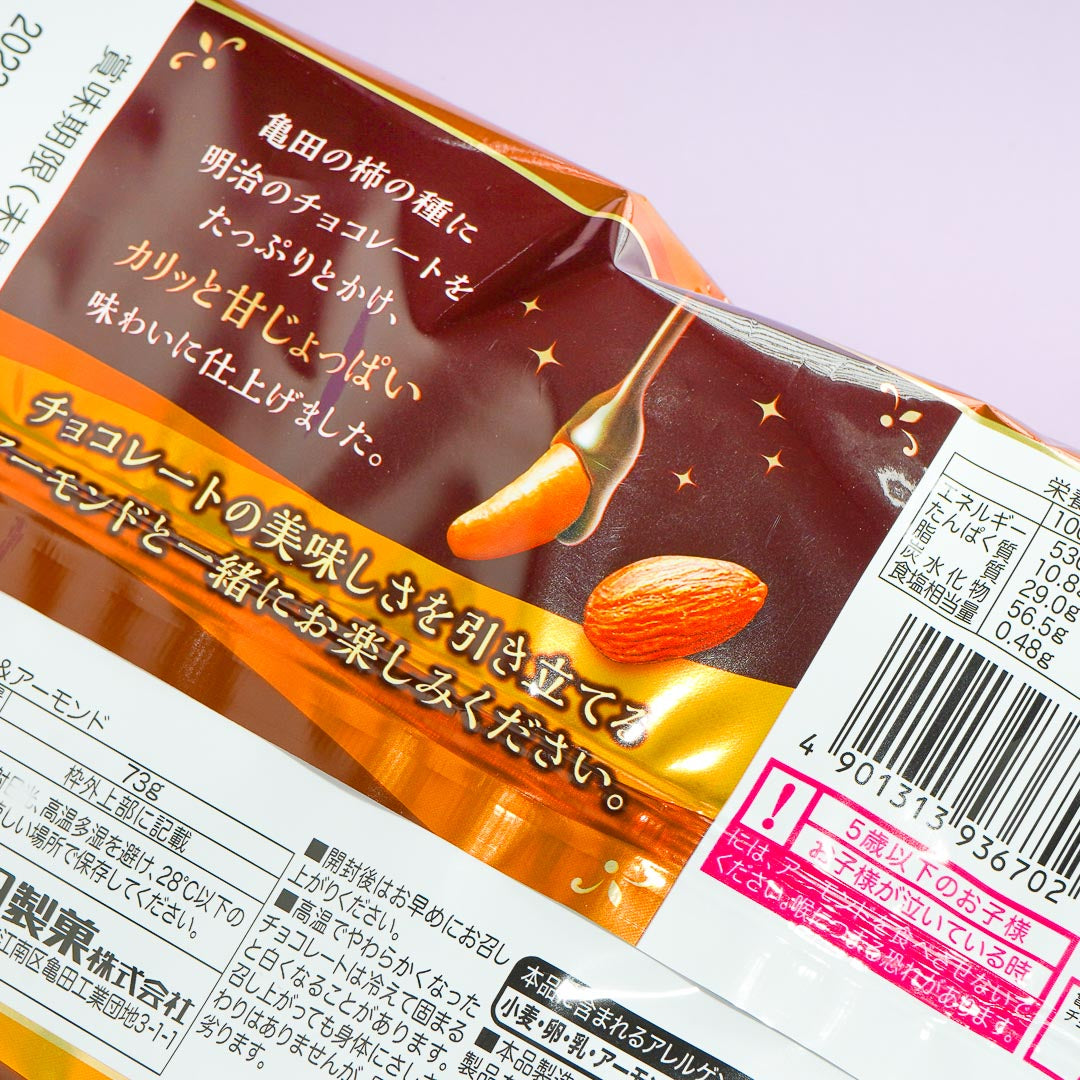 賞味期限
亀田の柿の種に
明治のチョコレートを
たっぷりとかけ、
カリッと甘じょっぱい
味わいに仕上げました。
チョコレートの美味しさを引き立てる
アーモンドと一緒にお楽しみください。
エネルギー
たんぱく質 10.8
脂質 29.0g
炭水化物 56.5g
食塩相当量 0.48g
4 901313 936702
!
5歳以下のお子様
お子様が泣いている時
には、アーモンドを食べさせないで
ください。喉につまる恐れがあります。
&アーモンド
73g
枠外上部に記載
高温多湿を避け、28℃以下の
涼しい場所で保存してください。
製菓株式会社
江南区亀田工業団地3-1-1
■開封後はお早めにお召し
上がりください。
■高温でやわらかくなった
チョコレートは冷えて固まる
と白くなることがあります。
召し上がっても身体にさし
わりはありませんが
劣ります。
本品に含まれるアレルゲン
小麦・卵・乳・アーモン
■本品製造
製品